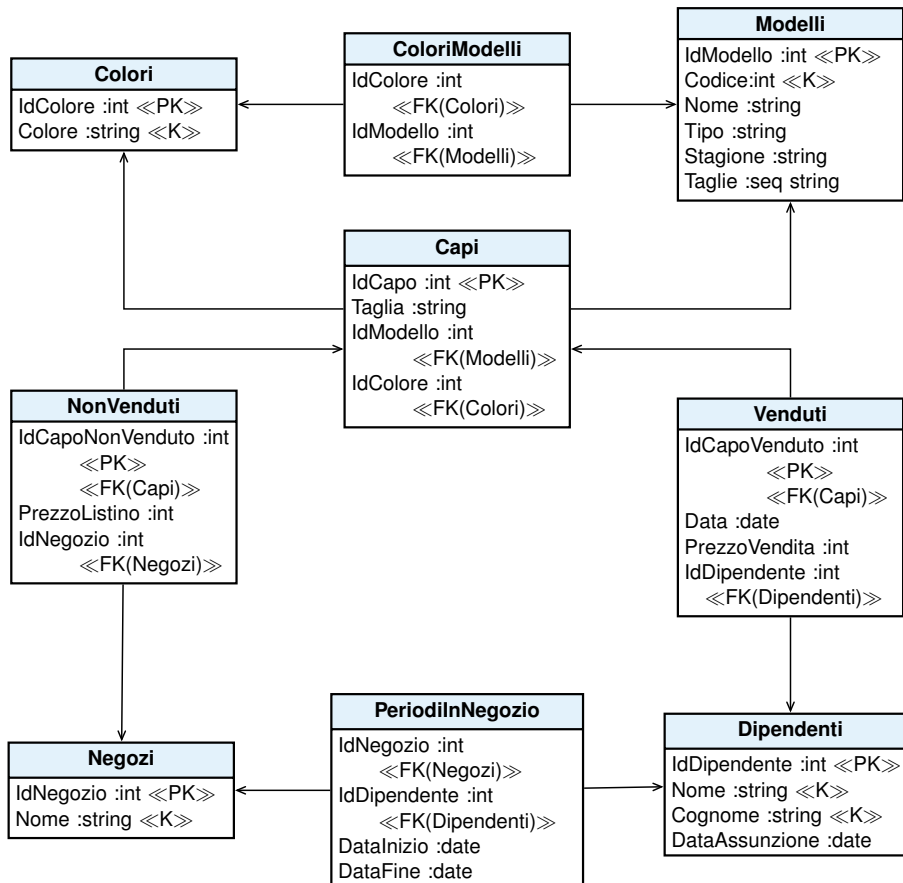 Colori
IdColore :int ≪PK≫
Colore :string ≪K≫
ColoriModelli
IdColore :int
≪FK(Colori)≫
IdModello :int
≪FK(Modelli)≫
Modelli
IdModello :int ≪PK≫
Codice:int ≪K≫
Nome :string
Tipo :string
Stagione :string
Taglie :seq string
Capi
IdCapo :int ≪PK≫
Taglia :string
IdModello :int
≪FK(Modelli)≫
IdColore :int
≪FK(Colori)≫
NonVenduti
IdCapoNonVenduto :int
≪PK≫
≪FK(Capi)≫
PrezzoListino :int
IdNegozio :int
≪FK(Negozi)≫
Venduti
IdCapoVenduto :int
≪PK≫
≪FK(Capi)≫
Data :date
PrezzoVendita :int
IdDipendente :int
≪FK(Dipendenti)≫
Negozi
IdNegozio :int ≪PK≫
Nome :string ≪K≫
PeriodiInNegozio
IdNegozio :int
≪FK(Negozi)≫
IdDipendente :int
≪FK(Dipendenti)≫
DataInizio :date
DataFine :date
Dipendenti
IdDipendente :int ≪PK≫
Nome :string ≪K≫
Cognome :string ≪K≫
DataAssunzione :date